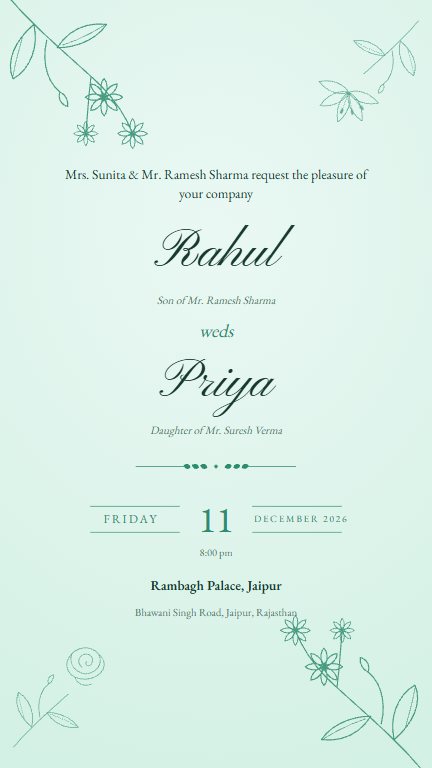 Mrs. Sunita & Mr. Ramesh Sharma request the pleasure of
your company
Rahul
Son of Mr. Ramesh Sharma
weds
Priya
Daughter of Mr. Suresh Verma
FRIDAY 11 DECEMBER 2026
8:00 pm
Rambagh Palace, Jaipur
Bhawani Singh Road, Jaipur, Rajasthan